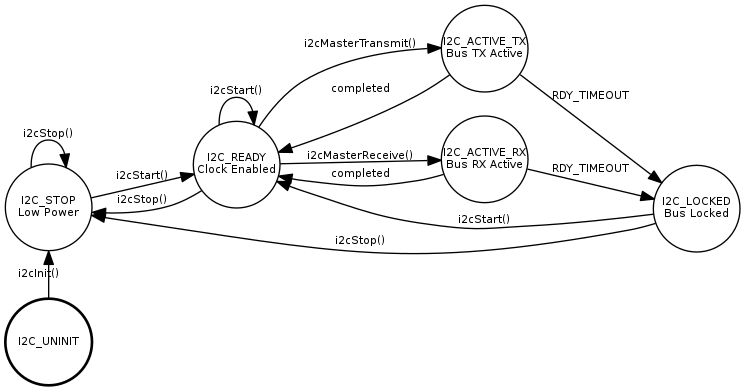 I2C_ACTIVE_TX
Bus TX Active
i2cMasterTransmit()
completed
i2cStart()
RDY_TIMEOUT
i2cStop()
I2C_READY
Clock Enabled
i2cMasterReceive()
completed
I2C_ACTIVE_RX
Bus RX Active
RDY_TIMEOUT
i2cStart()
i2cStop()
I2C_STOP
Low Power
I2C_LOCKED
Bus Locked
i2cStart()
i2cStop()
i2cInit()
I2C_UNINIT